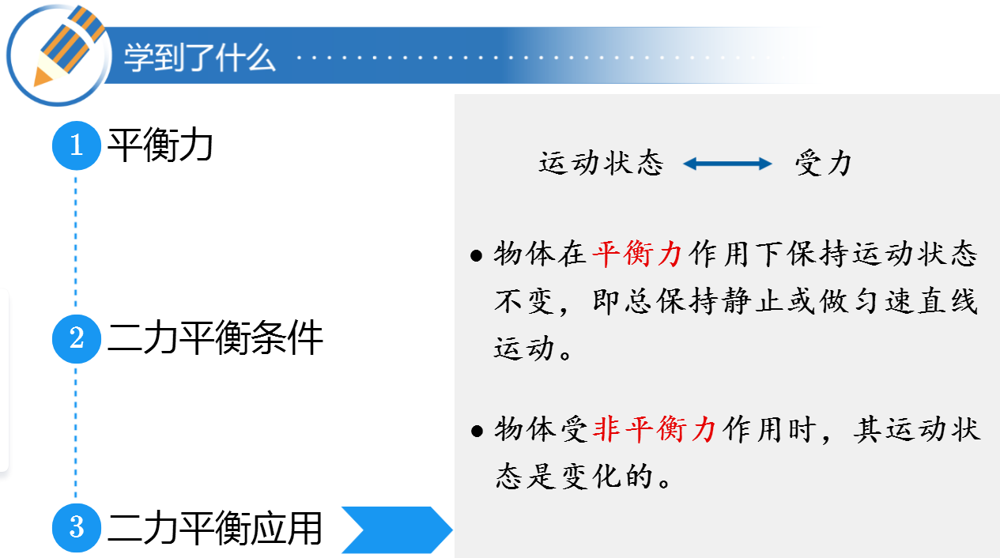 学到了什么
1 平衡力
2 二力平衡条件
3 二力平衡应用
运动状态 受力
•物体在平衡力作用下保持运动状态
不变，即总保持静止或做匀速直线
运动。
•物体受非平衡力作用时，其运动状
态是变化的。